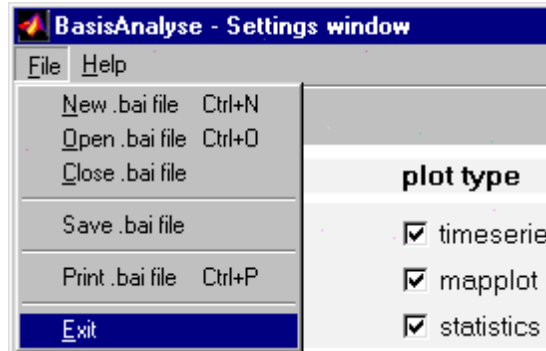 BasisAnalyse - Settings window
File Help
New .bai file Ctrl+N
Open .bai file Ctrl+O
Close .bai file
plot type
Save .bai file
timeserie
Print .bai file Ctrl+P
mapplot
Exit
statistics